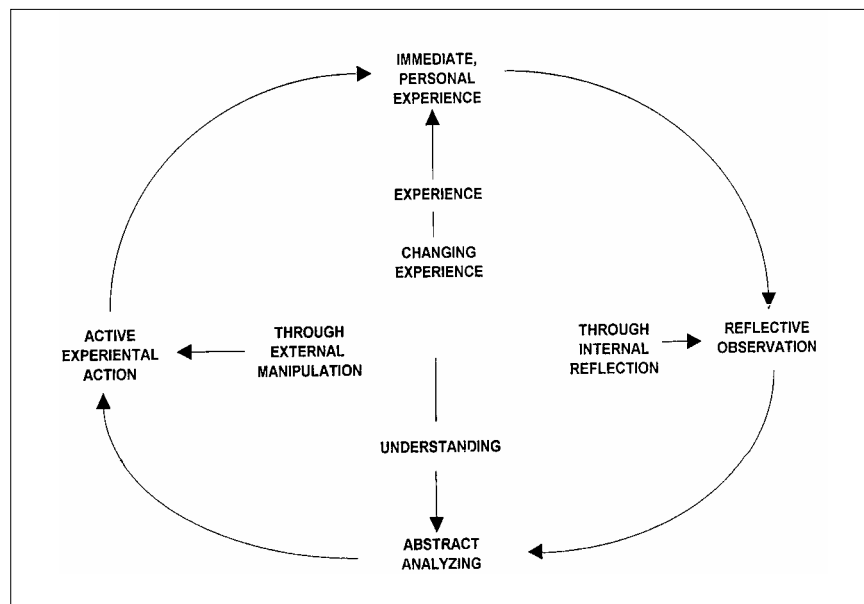 IMMEDIATE,
PERSONAL
EXPERIENCE
EXPERIENCE
CHANGING
EXPERIENCE
ACTIVE
EXPERIENTAL
ACTION
THROUGH
EXTERNAL
MANIPULATION
THROUGH
INTERNAL
REFLECTION
REFLECTIVE
OBSERVATION
UNDERSTANDING
ABSTRACT
ANALYZING